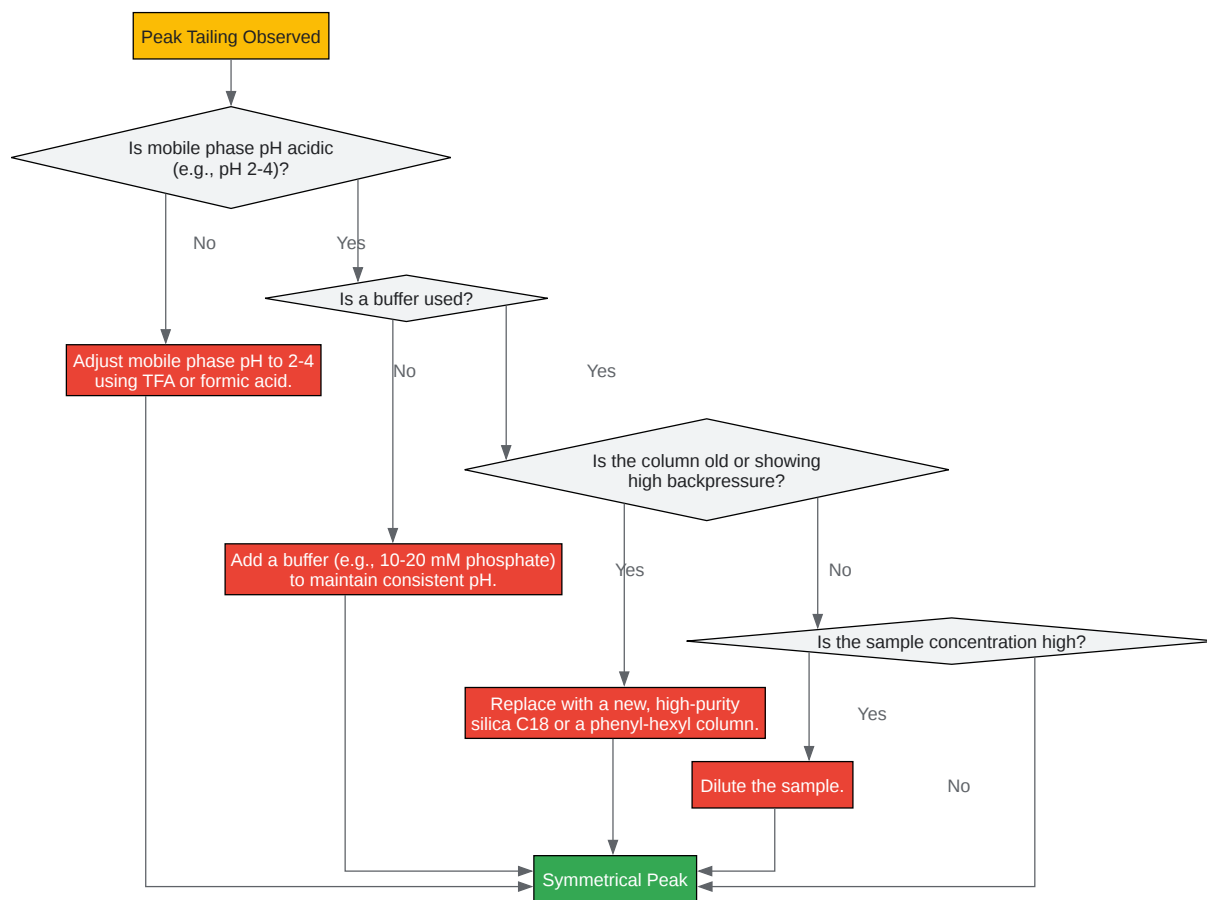 Peak Tailing Observed
Is mobile phase pH acidic
(e.g., pH 2-4)?
No
Yes
Is a buffer used?
Adjust mobile phase pH to 2-4
using TFA or formic acid.
No
Yes
Is the column old or showing
high backpressure?
Add a buffer (e.g., 10-20 mM phosphate)
to maintain consistent pH.
Yes
No
Is the sample concentration high?
Replace with a new, high-purity
silica C18 or a phenyl-hexyl column.
Yes
Dilute the sample.
No
Symmetrical Peak